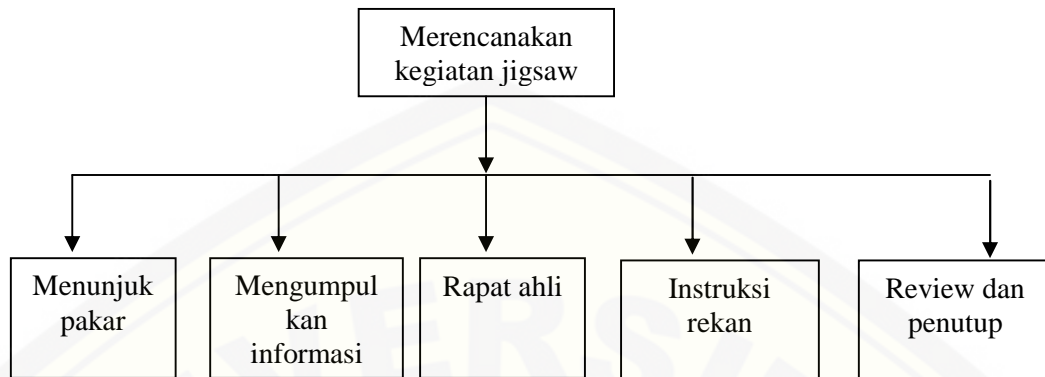 Merencanakan
kegiatan jigsaw
Menunjuk
pakar
Mengumpul
kan
informasi
Rapat ahli
Instruksi
rekan
Review dan
penutup